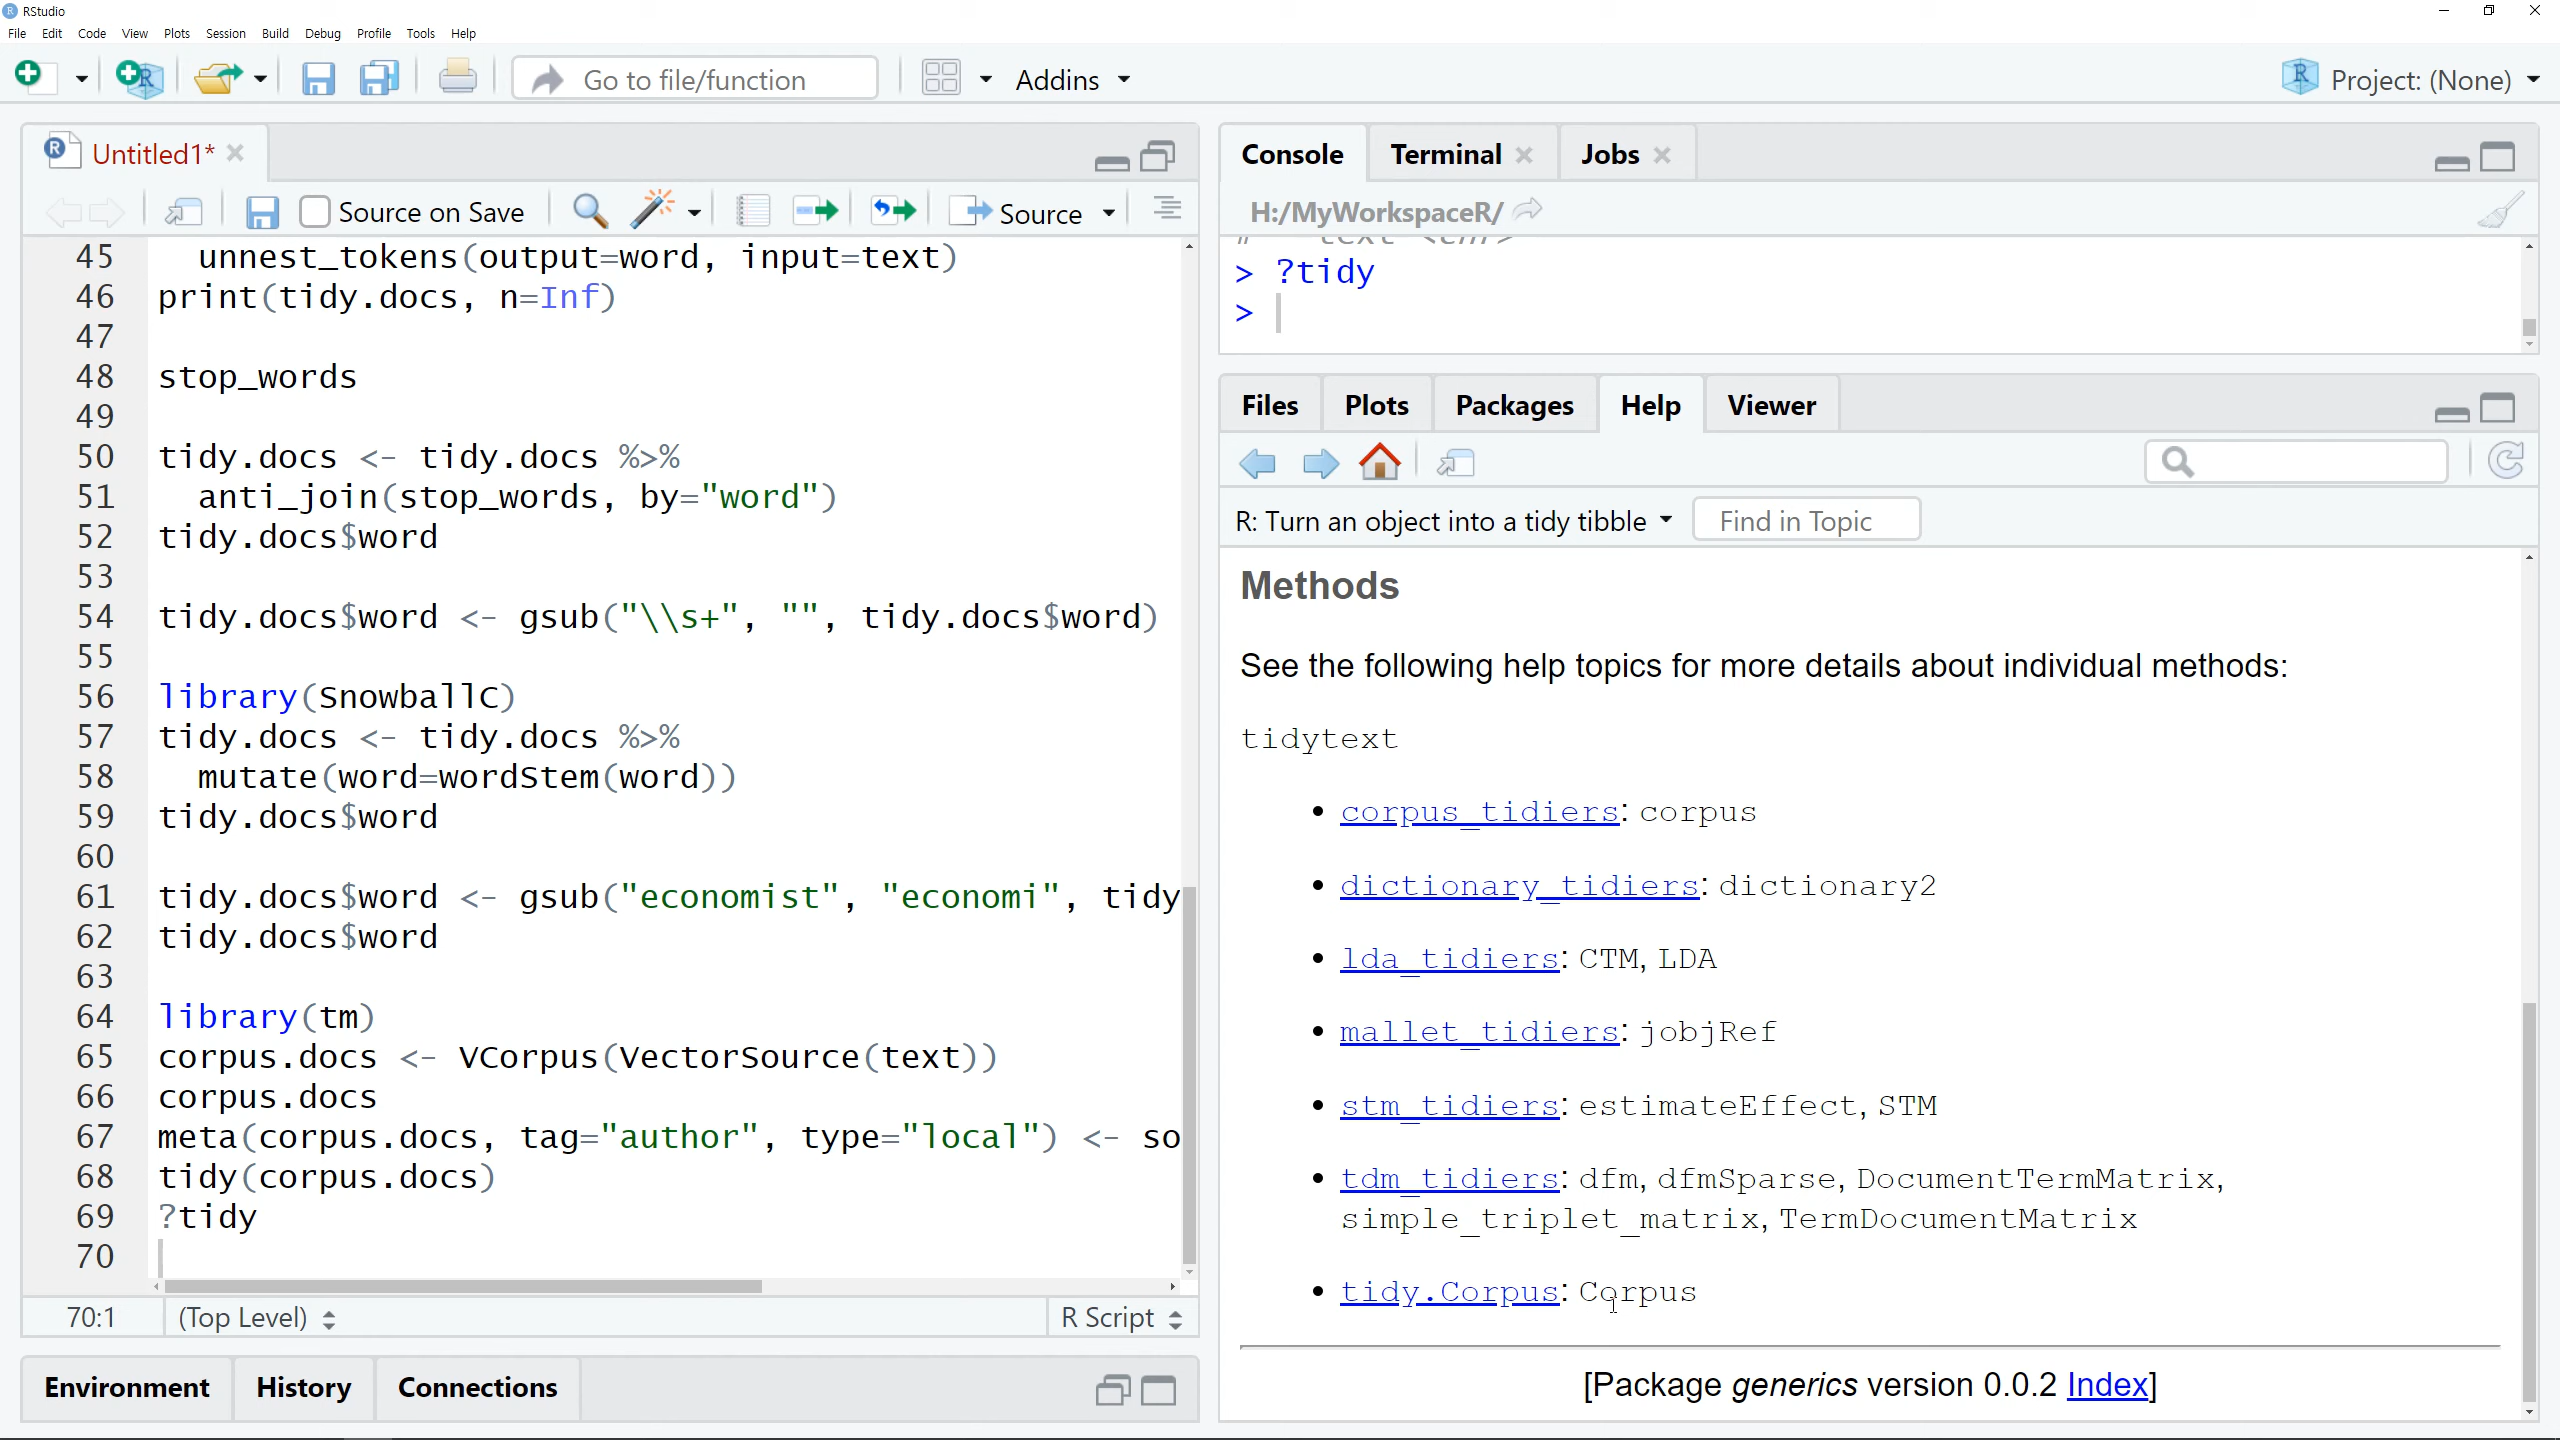 RStudio
File Edit Code View Plots Session Build Debug Profile Tools Help
Go to file/function Addins Project: (None)
Untitled1*
Source on Save Source
45 unnest_tokens(output=word, input=text)
46 print(tidy.docs, n=Inf)
47
48 stop_words
49
50 tidy.docs <- tidy.docs %>%
51 anti_join(stop_words, by="word")
52 tidy.docs$word
53
54 tidy.docs$word <- gsub("\\s+", "", tidy.docs$word)
55
56 library(SnowballC)
57 tidy.docs <- tidy.docs %>%
58 mutate(word=wordStem(word))
59 tidy.docs$word
60
61 tidy.docs$word <- gsub("economist", "economi", tidy
62 tidy.docs$word
63
64 library(tm)
65 corpus.docs <- VCorpus(VectorSource(text))
66 corpus.docs
67 meta(corpus.docs, tag="author", type="local") <- so
68 tidy(corpus.docs)
69 ?tidy
70
70:1 (Top Level) R Script
Environment History Connections
Console Terminal Jobs
H:/MyWorkspaceR/
> ?tidy
>
Files Plots Packages Help Viewer
R: Turn an object into a tidy tibble Find in Topic
Methods
See the following help topics for more details about individual methods:
tidytext
• corpus_tidiers: corpus
• dictionary_tidiers: dictionary2
• lda_tidiers: CTM, LDA
• mallet_tidiers: jobjRef
• stm_tidiers: estimateEffect, STM
• tdm_tidiers: dfm, dfmSparse, DocumentTermMatrix,
simple_triplet_matrix, TermDocumentMatrix
• tidy.Corpus: Corpus
[Package generics version 0.0.2 Index]